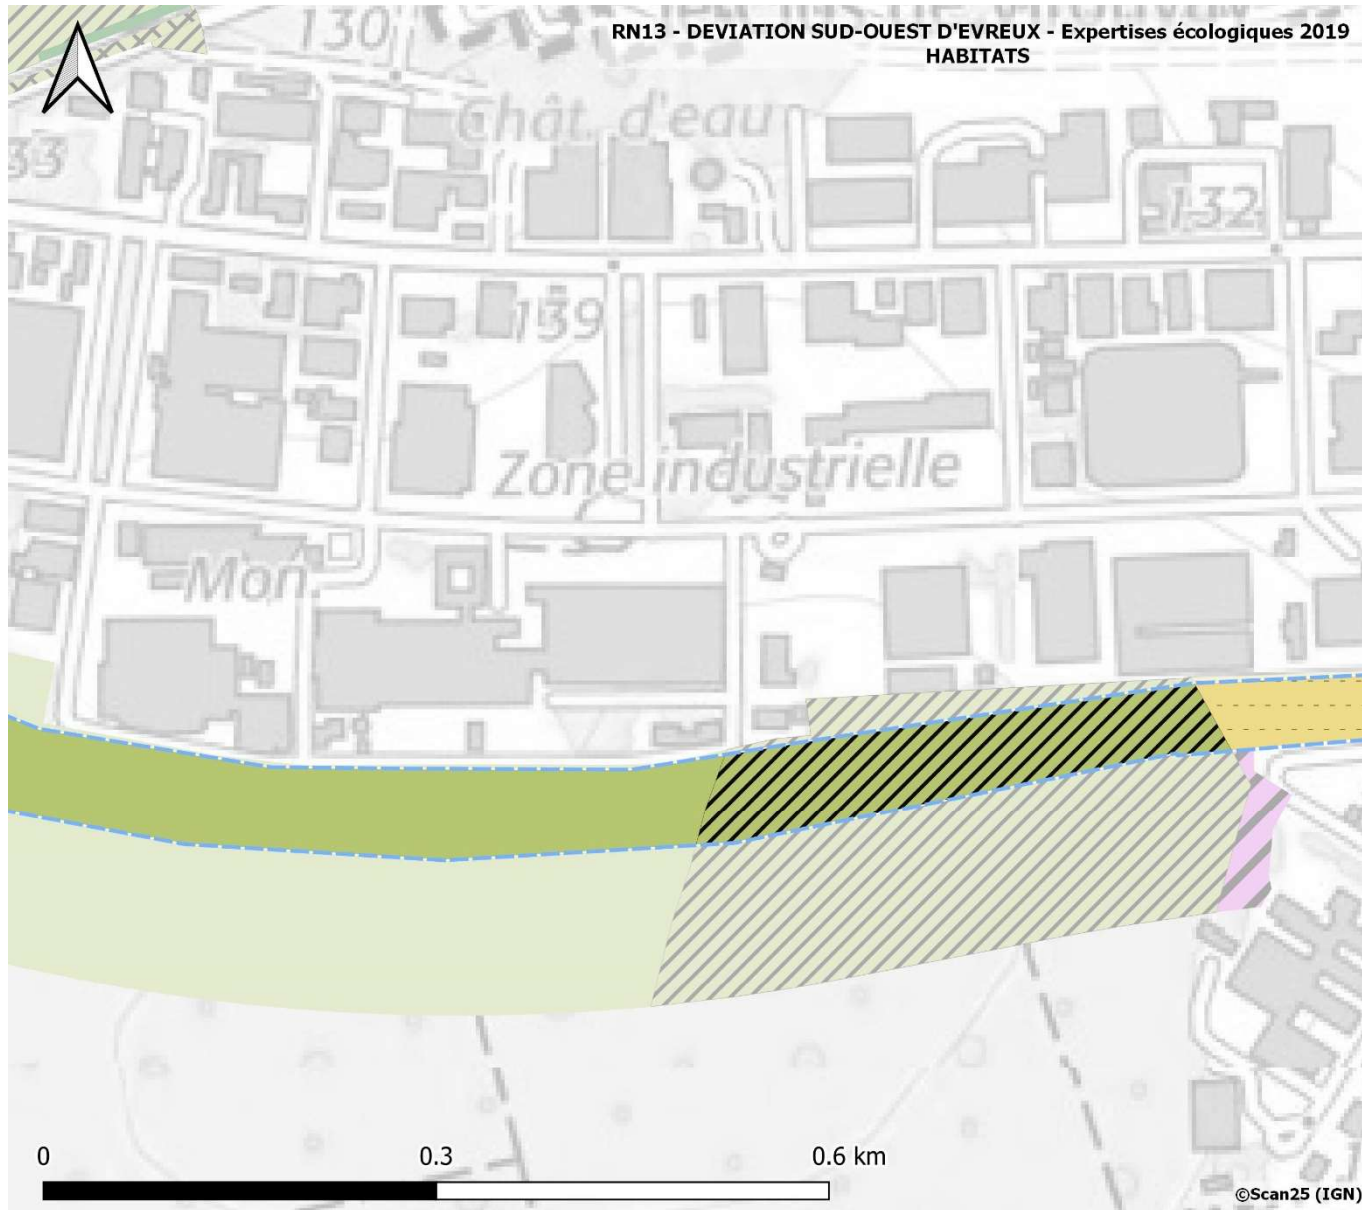 RN13 - DEVIATION SUD-OUEST D'EVREUX - Expertises écologiques 2019
HABITATS
130
Chât. d'eau
33
132
139
Zone industrielle
Mon.
0 0.3 0.6 km
©Scan25 (IGN)